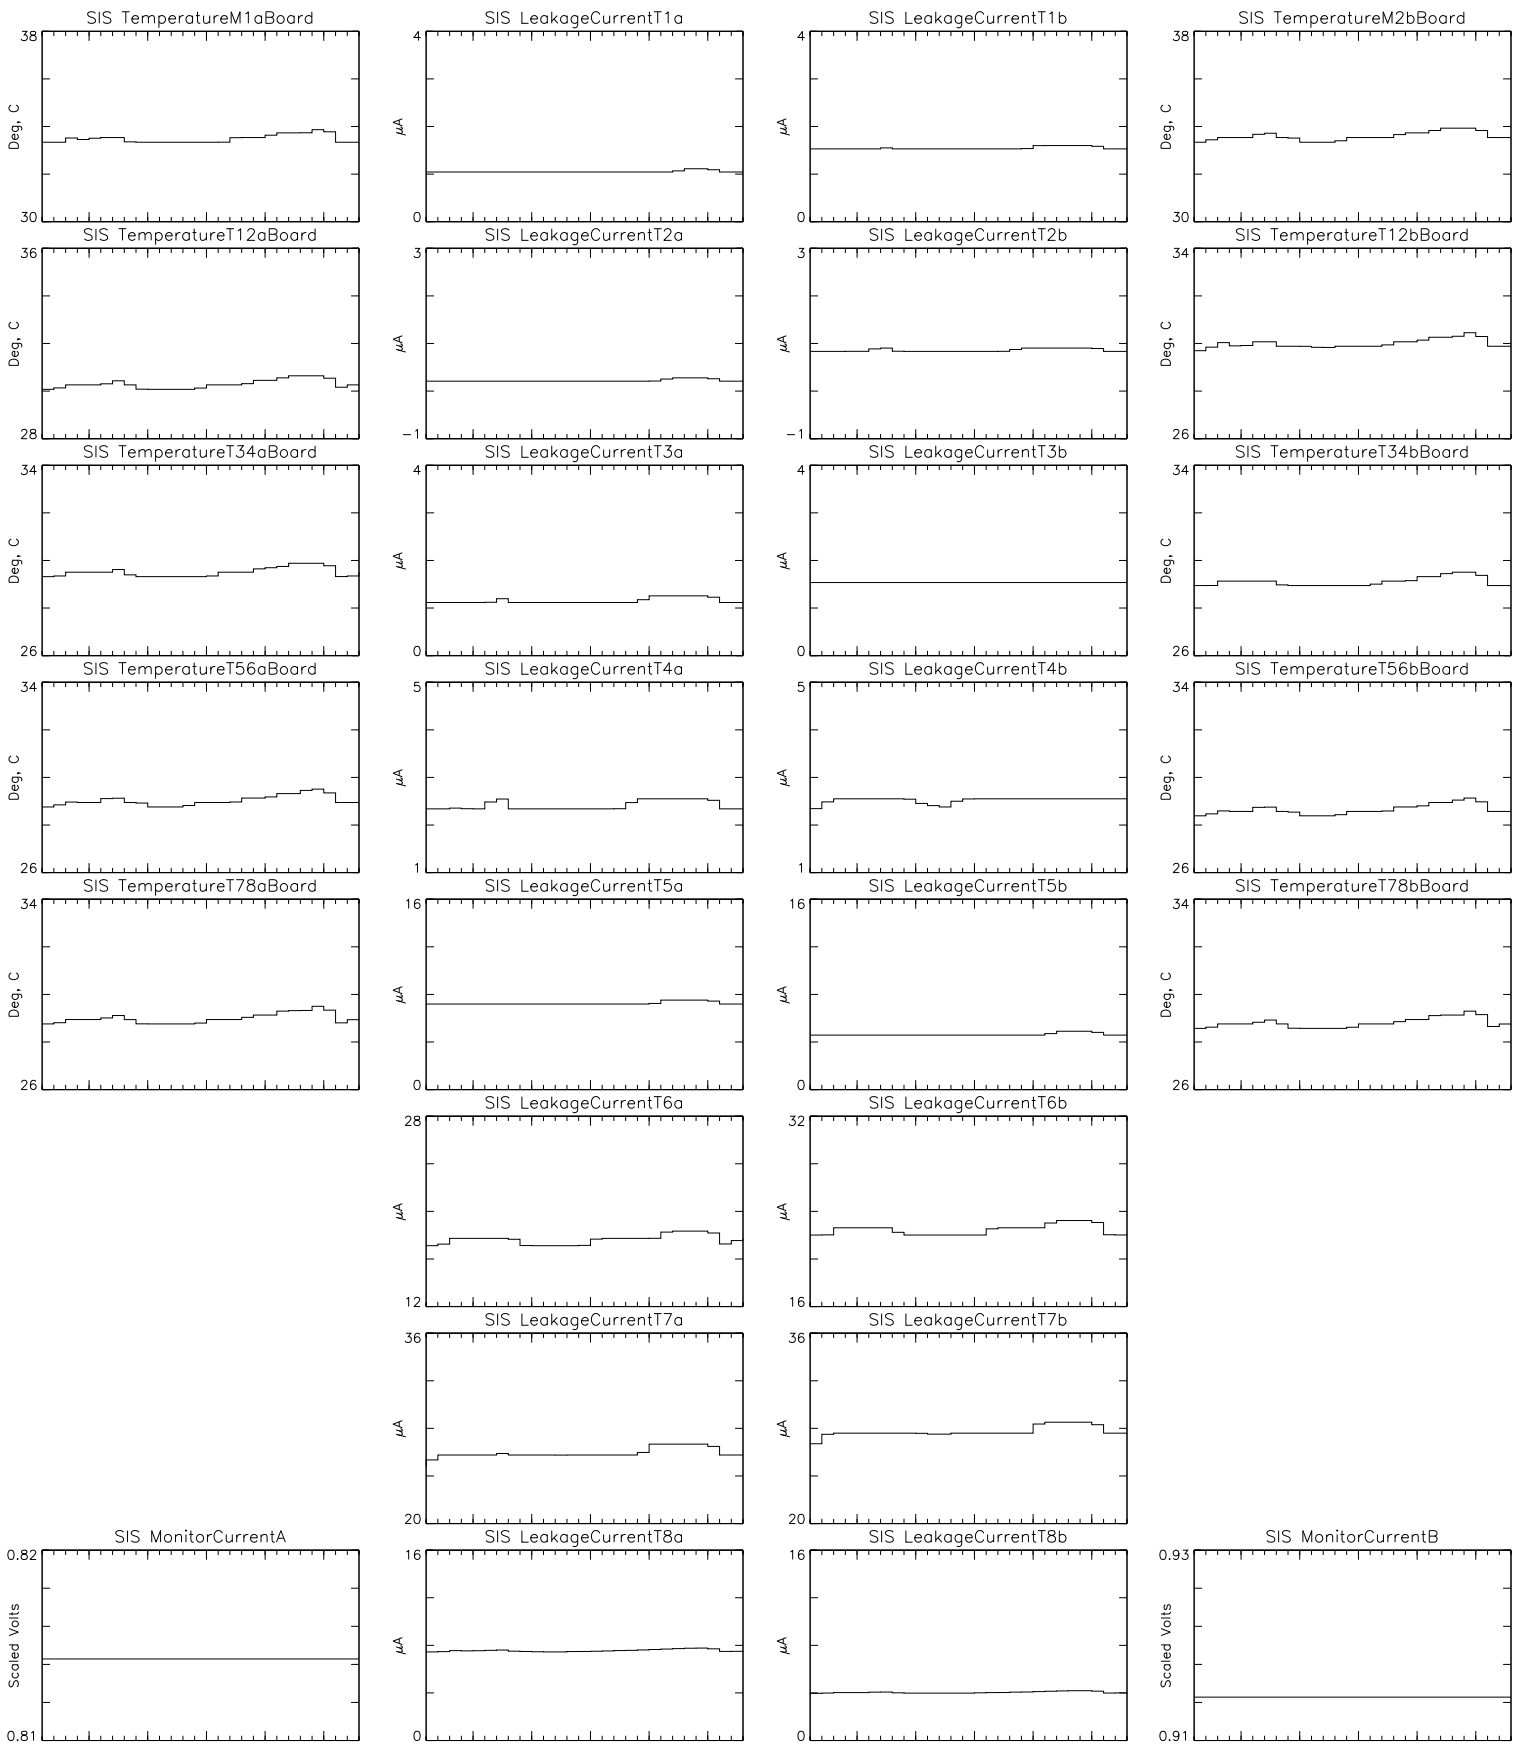 SIS TemperatureM1aBoard
38
Deg, C
30
SIS LeakageCurrentT1a
4
μA
0
SIS LeakageCurrentT1b
4
μA
0
SIS TemperatureM2bBoard
38
Deg, C
30
SIS TemperatureT12aBoard
36
Deg, C
28
SIS LeakageCurrentT2a
3
μA
-1
SIS LeakageCurrentT2b
3
μA
-1
SIS TemperatureT12bBoard
34
Deg, C
26
SIS TemperatureT34aBoard
34
Deg, C
26
SIS LeakageCurrentT3a
4
μA
0
SIS LeakageCurrentT3b
4
μA
0
SIS TemperatureT34bBoard
34
Deg, C
26
SIS TemperatureT56aBoard
34
Deg, C
26
SIS LeakageCurrentT4a
5
μA
1
SIS LeakageCurrentT4b
5
μA
1
SIS TemperatureT56bBoard
34
Deg, C
26
SIS TemperatureT78aBoard
34
Deg, C
26
SIS LeakageCurrentT5a
16
μA
0
SIS LeakageCurrentT5b
16
μA
0
SIS TemperatureT78bBoard
34
Deg, C
26
SIS LeakageCurrentT6a
28
μA
12
SIS LeakageCurrentT6b
32
μA
16
SIS LeakageCurrentT7a
36
μA
20
SIS LeakageCurrentT7b
36
μA
20
SIS MonitorCurrentA
0.82
Scaled Volts
0.81
SIS LeakageCurrentT8a
16
μA
0
SIS LeakageCurrentT8b
16
μA
0
SIS MonitorCurrentB
0.93
Scaled Volts
0.91